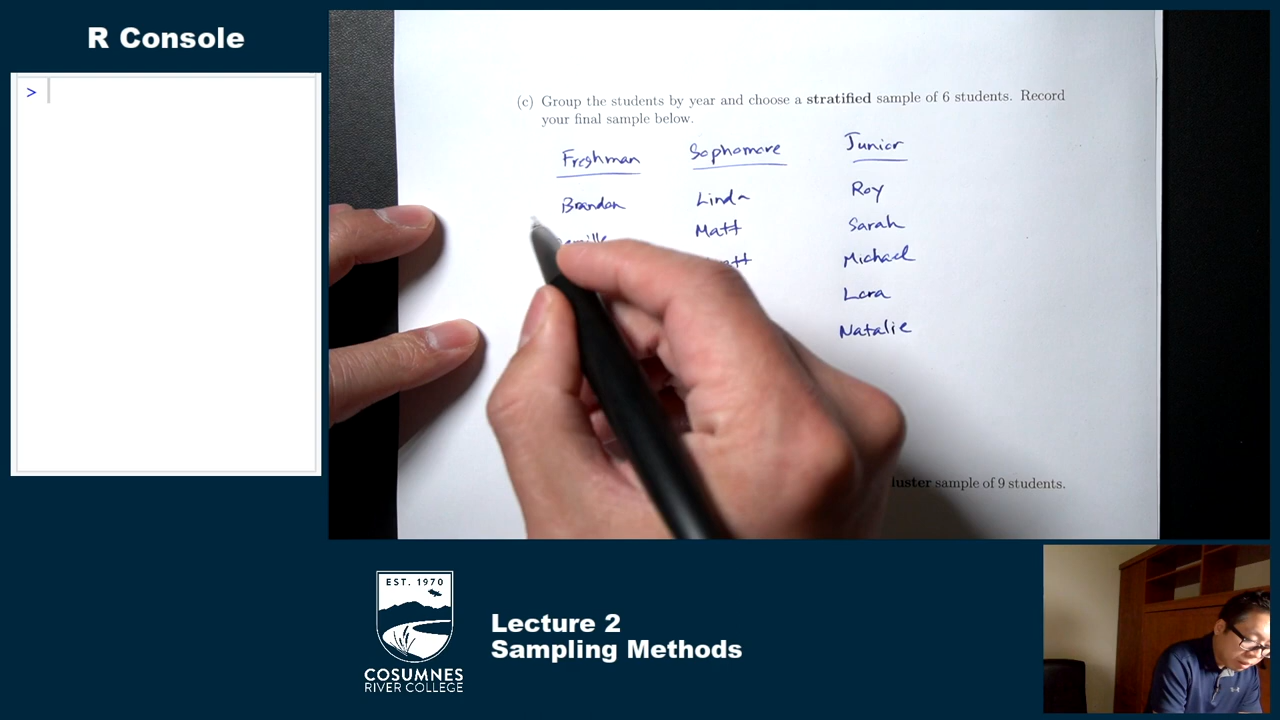 R Console
>
(c) Group the students by year and choose a stratified sample of 6 students. Record
your final sample below.
Freshman Sophomore Junior
Brandon Linda Roy
Matt Sarah
Michael
Lara
Natalie
sample of 9 students.
EST. 1970
COSUMNES
RIVER COLLEGE
Lecture 2
Sampling Methods